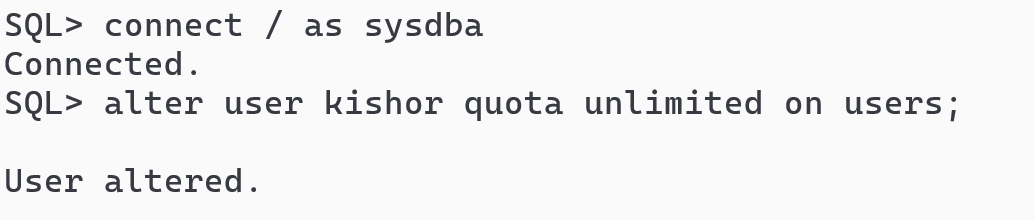 SQL> connect / as sysdba
Connected.
SQL> alter user kishor quota unlimited on users;
User altered.